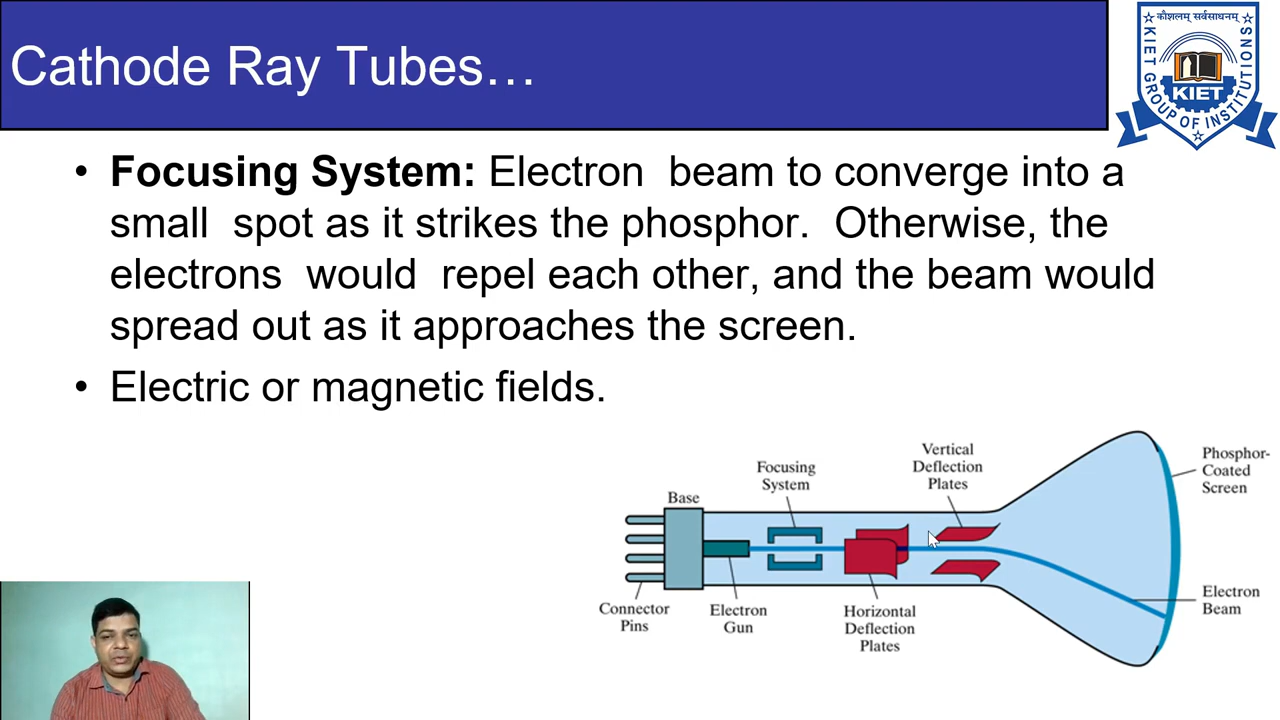 Cathode Ray Tubes…
कौशलम् सर्वसाधनम्
KIET GROUP OF INSTITUTIONS
KIET
• Focusing System: Electron beam to converge into a
small spot as it strikes the phosphor. Otherwise, the
electrons would repel each other, and the beam would
spread out as it approaches the screen.
• Electric or magnetic fields.
Base
Focusing
System
Vertical
Deflection
Plates
Phosphor-
Coated
Screen
Connector
Pins
Electron
Gun
Horizontal
Deflection
Plates
Electron
Beam